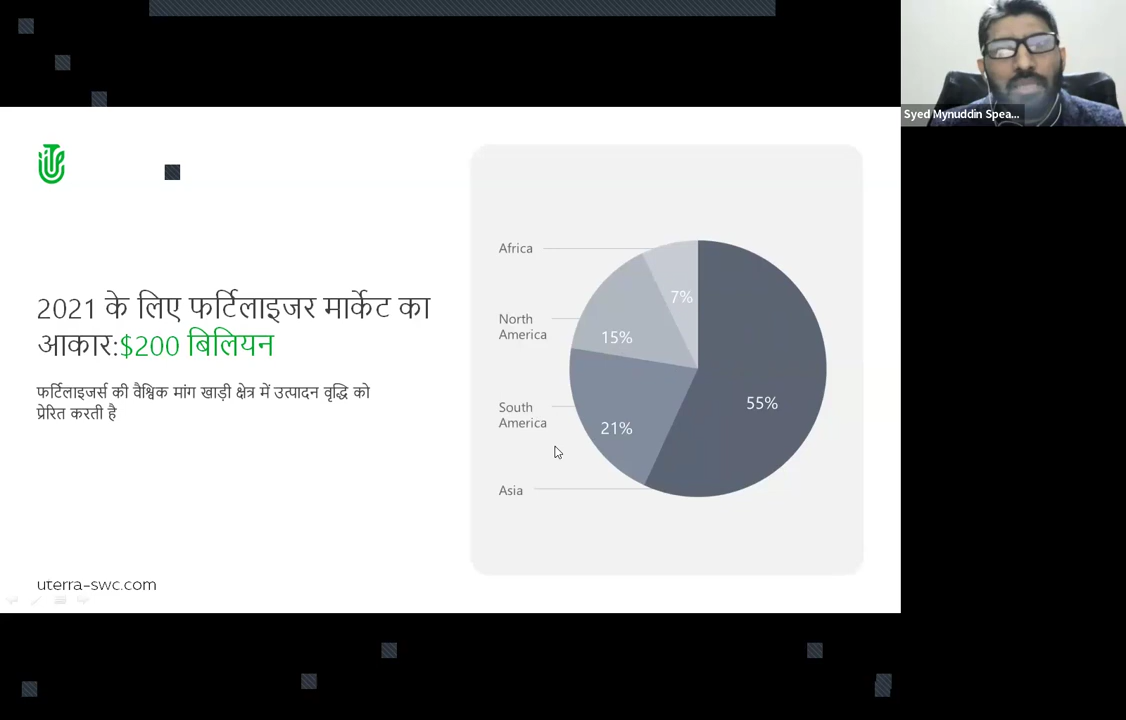 Syed Mynuddin Spea...
2021 के लिए फर्टिलाइजर मार्केट का
आकार:$200 बिलियन
फर्टिलाइजर्स की वैश्विक मांग खाड़ी क्षेत्र में उत्पादन वृद्धि को
प्रेरित करती है
Africa
7%
North
America
15%
55%
South
America
21%
Asia
uterra-swc.com